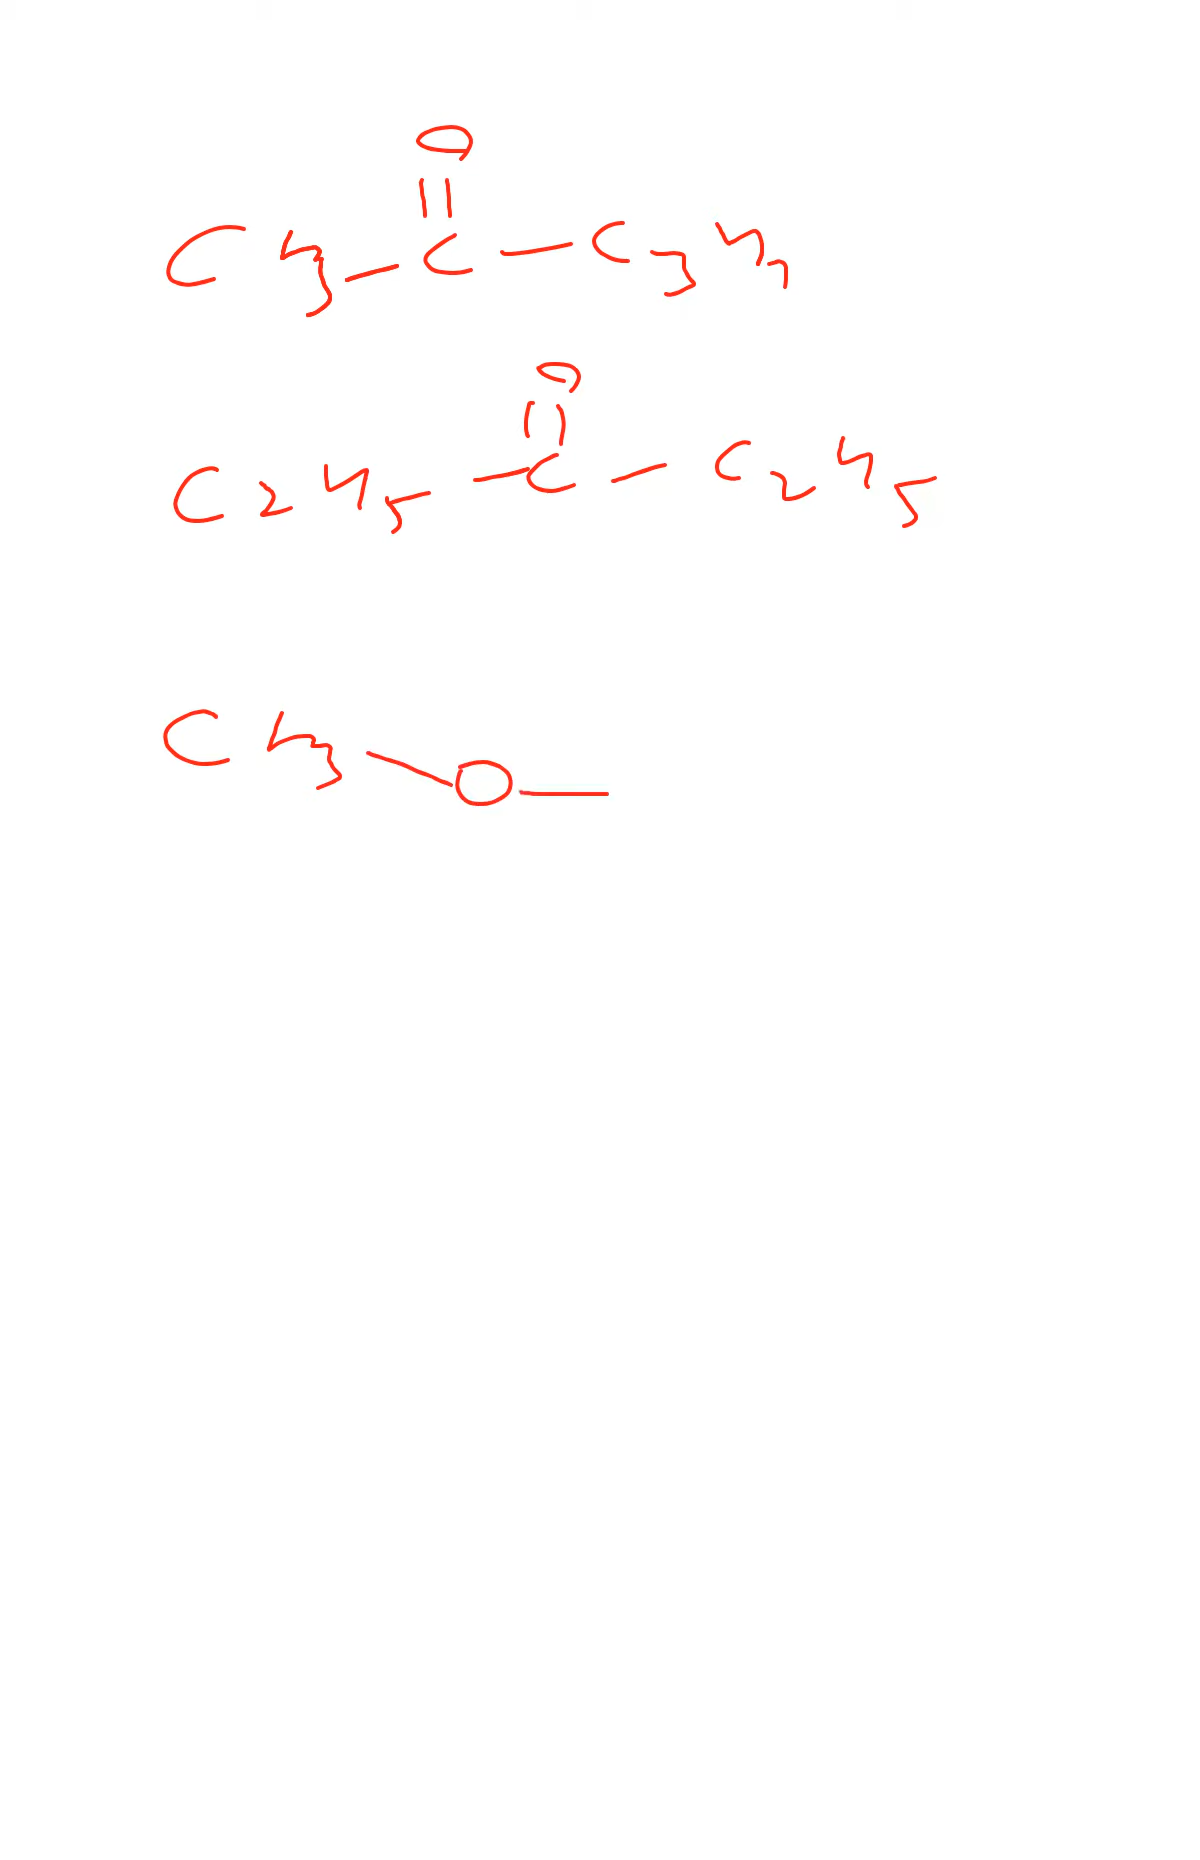 O
||
CH3 — C — C3H7
O
||
C2H5 — C — C2H5
CH3 — O —